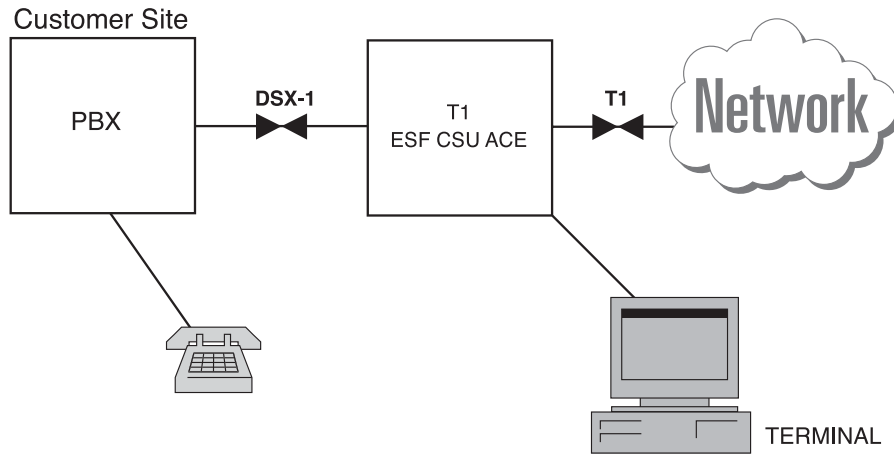 Customer Site
PBX
DSX-1
T1
ESF CSU ACE
T1
Network
TERMINAL